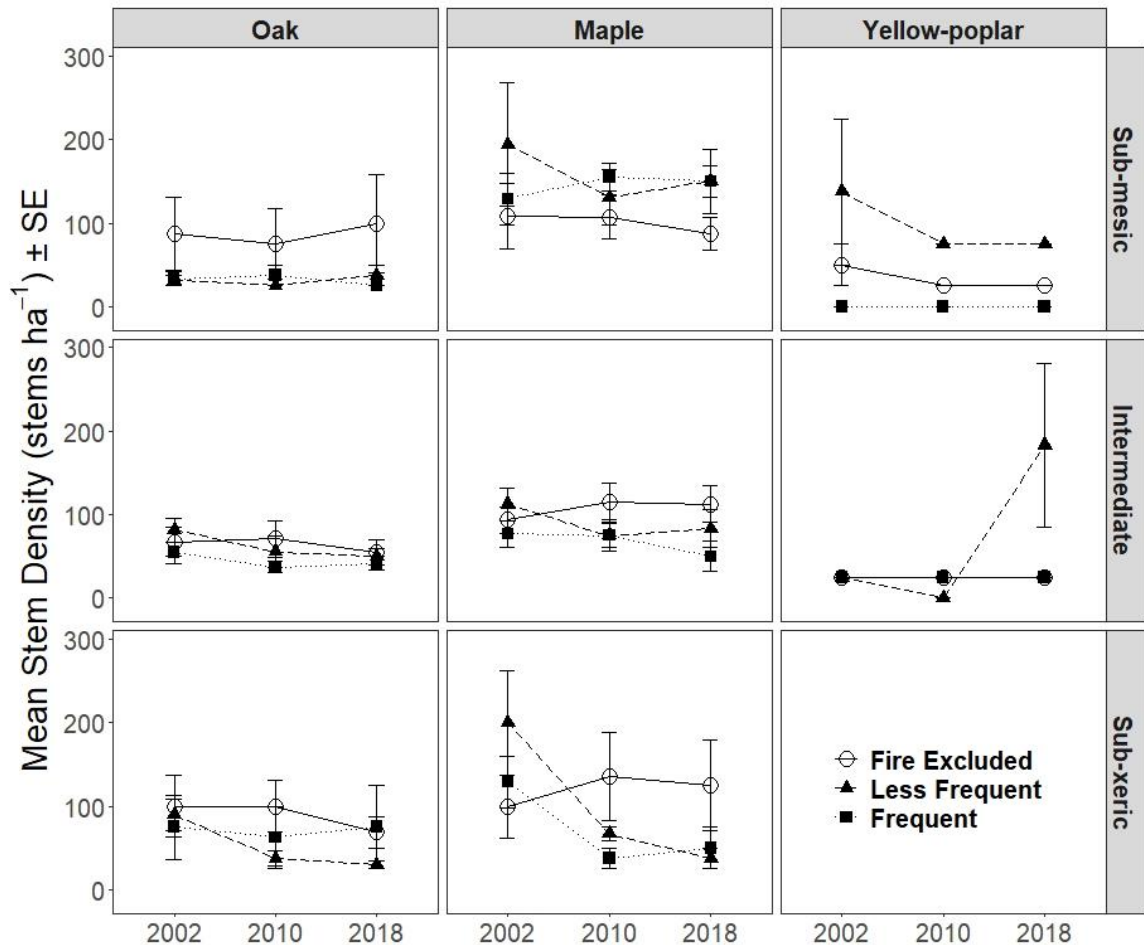 Oak Maple Yellow-poplar
Mean Stem Density (stems ha⁻¹) ± SE
300
200
100
0
Sub-mesic
300
200
100
0
Intermediate
300
200
100
0
Sub-xeric
Fire Excluded
Less Frequent
Frequent
2002 2010 2018 2002 2010 2018 2002 2010 2018